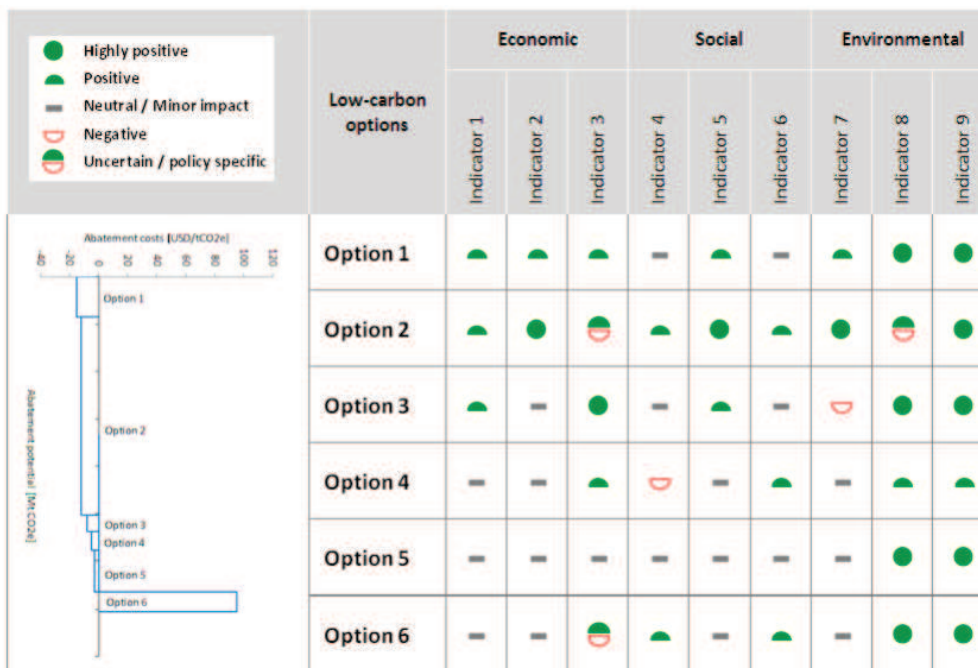 Highly positive
Positive
Neutral / Minor impact
Negative
Uncertain / policy specific
Low-carbon
options
Economic
Social
Environmental
Indicator 1
Indicator 2
Indicator 3
Indicator 4
Indicator 5
Indicator 6
Indicator 7
Indicator 8
Indicator 9
Abatement costs [USD/tCO2e]
-40
-20
0
20
40
60
80
100
120
Option 1
Option 2
Option 3
Option 4
Option 5
Option 6
Abatement potential [MtCO2e]
Option 1
Option 2
Option 3
Option 4
Option 5
Option 6